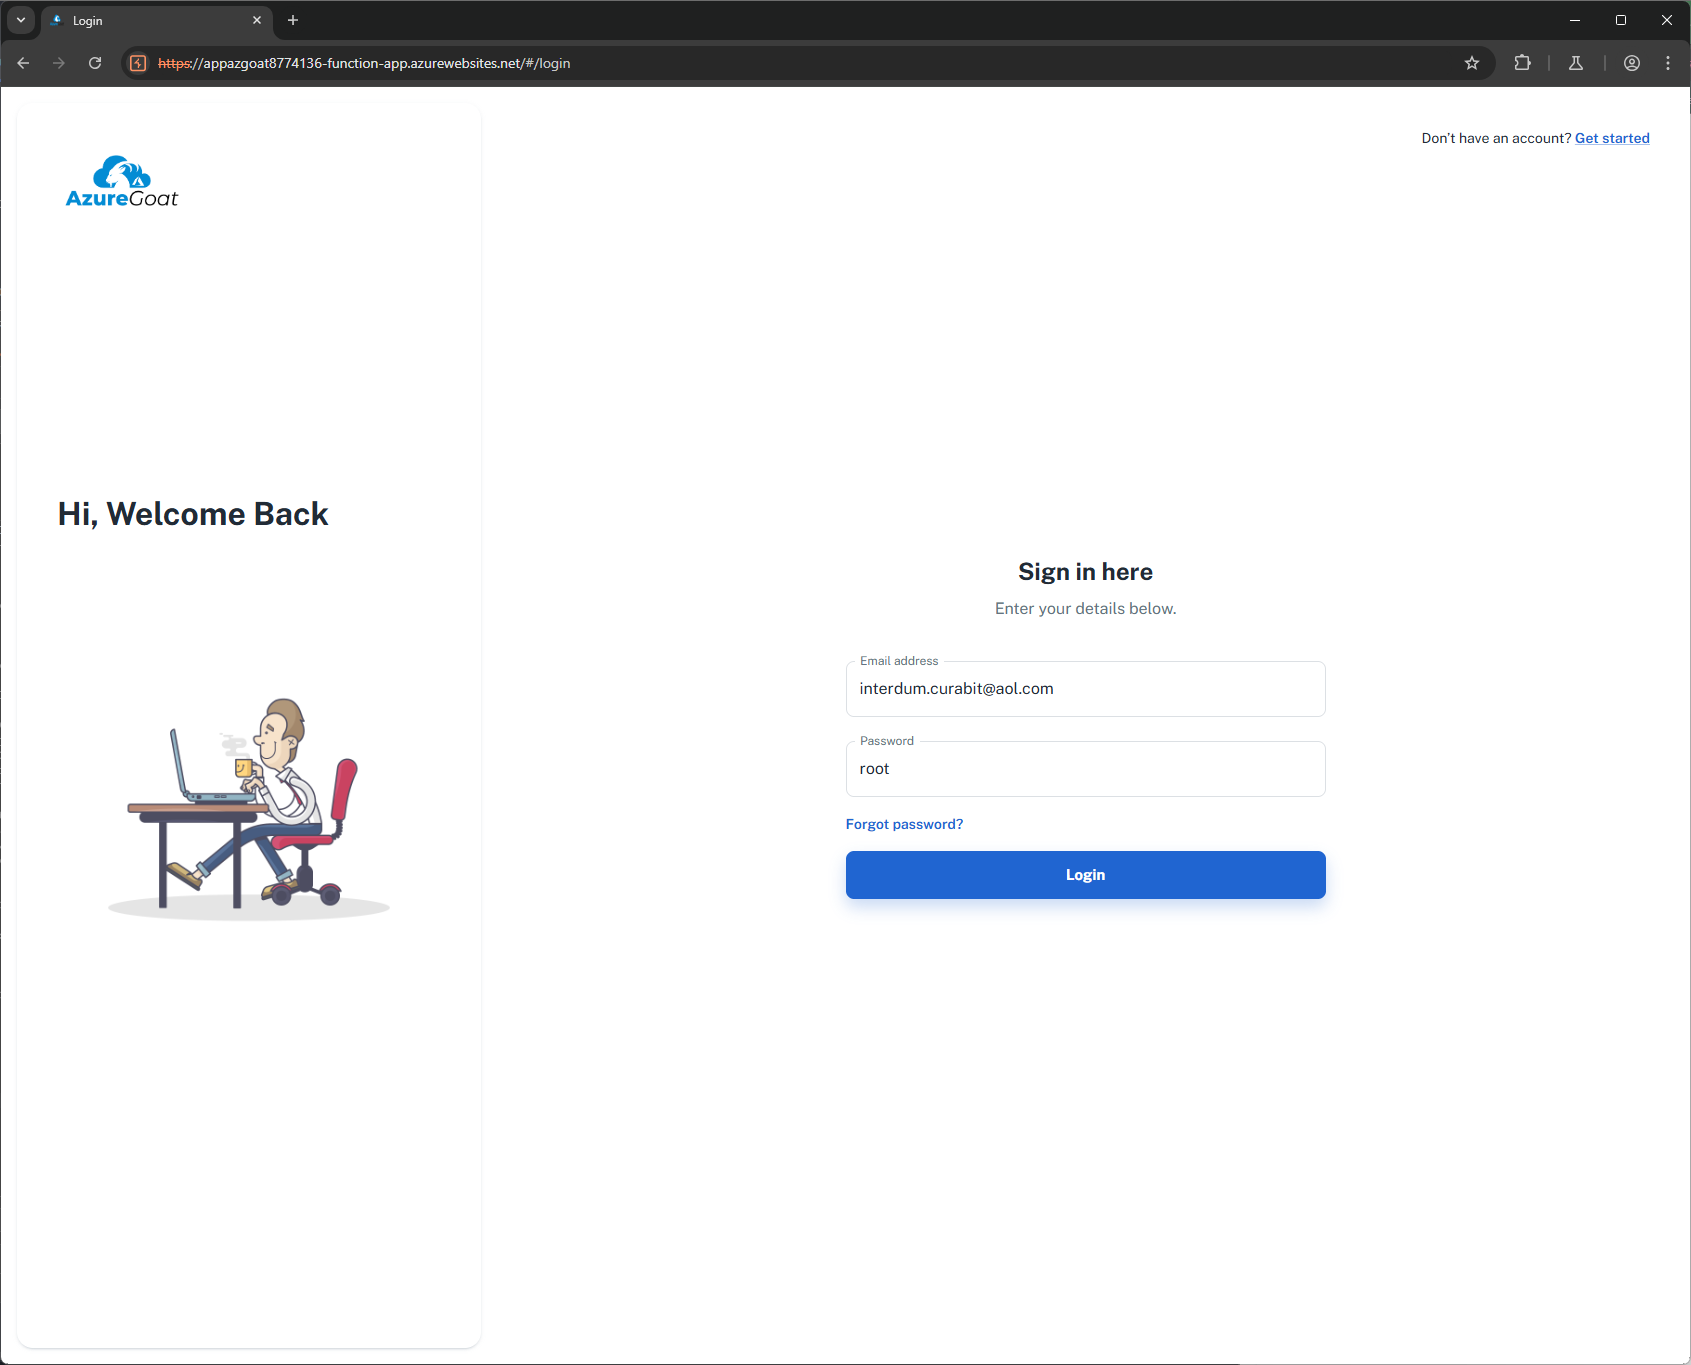 Login
https://appazgoat8774136-function-app.azurewebsites.net/#/login
Don't have an account? Get started
AzureGoat
Hi, Welcome Back
Sign in here
Enter your details below.
Email address
interdum.curabit@aol.com
Password
root
Forgot password?
Login